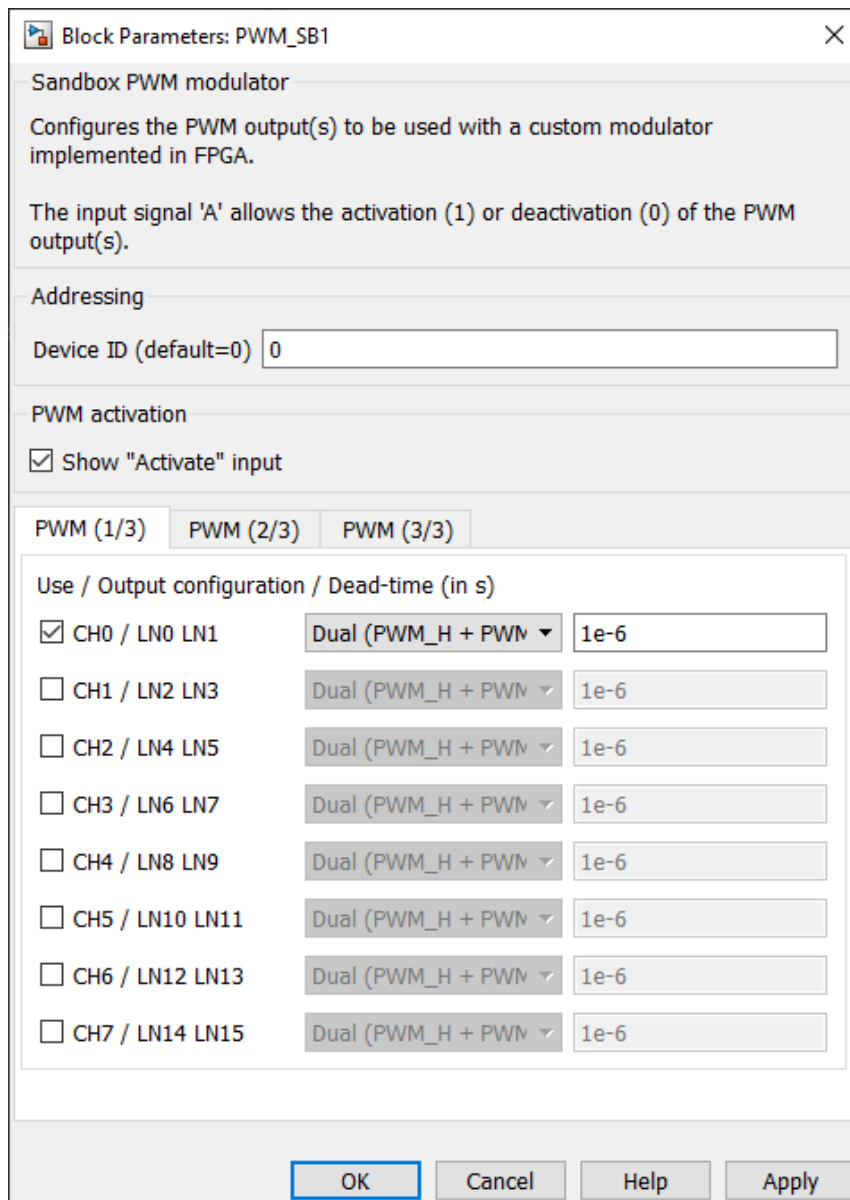 Block Parameters: PWM_SB1
Sandbox PWM modulator
Configures the PWM output(s) to be used with a custom modulator
implemented in FPGA.
The input signal 'A' allows the activation (1) or deactivation (0) of the PWM
output(s).
Addressing
Device ID (default=0) 0
PWM activation
Show "Activate" input
PWM (1/3) PWM (2/3) PWM (3/3)
Use / Output configuration / Dead-time (in s)
CH0 / LN0 LN1 Dual (PWM_H + PWM 1e-6
CH1 / LN2 LN3 Dual (PWM_H + PWM 1e-6
CH2 / LN4 LN5 Dual (PWM_H + PWM 1e-6
CH3 / LN6 LN7 Dual (PWM_H + PWM 1e-6
CH4 / LN8 LN9 Dual (PWM_H + PWM 1e-6
CH5 / LN10 LN11 Dual (PWM_H + PWM 1e-6
CH6 / LN12 LN13 Dual (PWM_H + PWM 1e-6
CH7 / LN14 LN15 Dual (PWM_H + PWM 1e-6
OK Cancel Help Apply